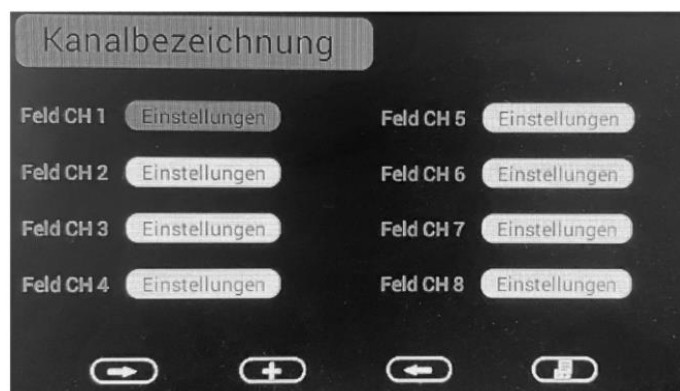 Kanalbezeichnung
Feld CH 1 Einstellungen
Feld CH 2 Einstellungen
Feld CH 3 Einstellungen
Feld CH 4 Einstellungen
Feld CH 5 Einstellungen
Feld CH 6 Einstellungen
Feld CH 7 Einstellungen
Feld CH 8 Einstellungen